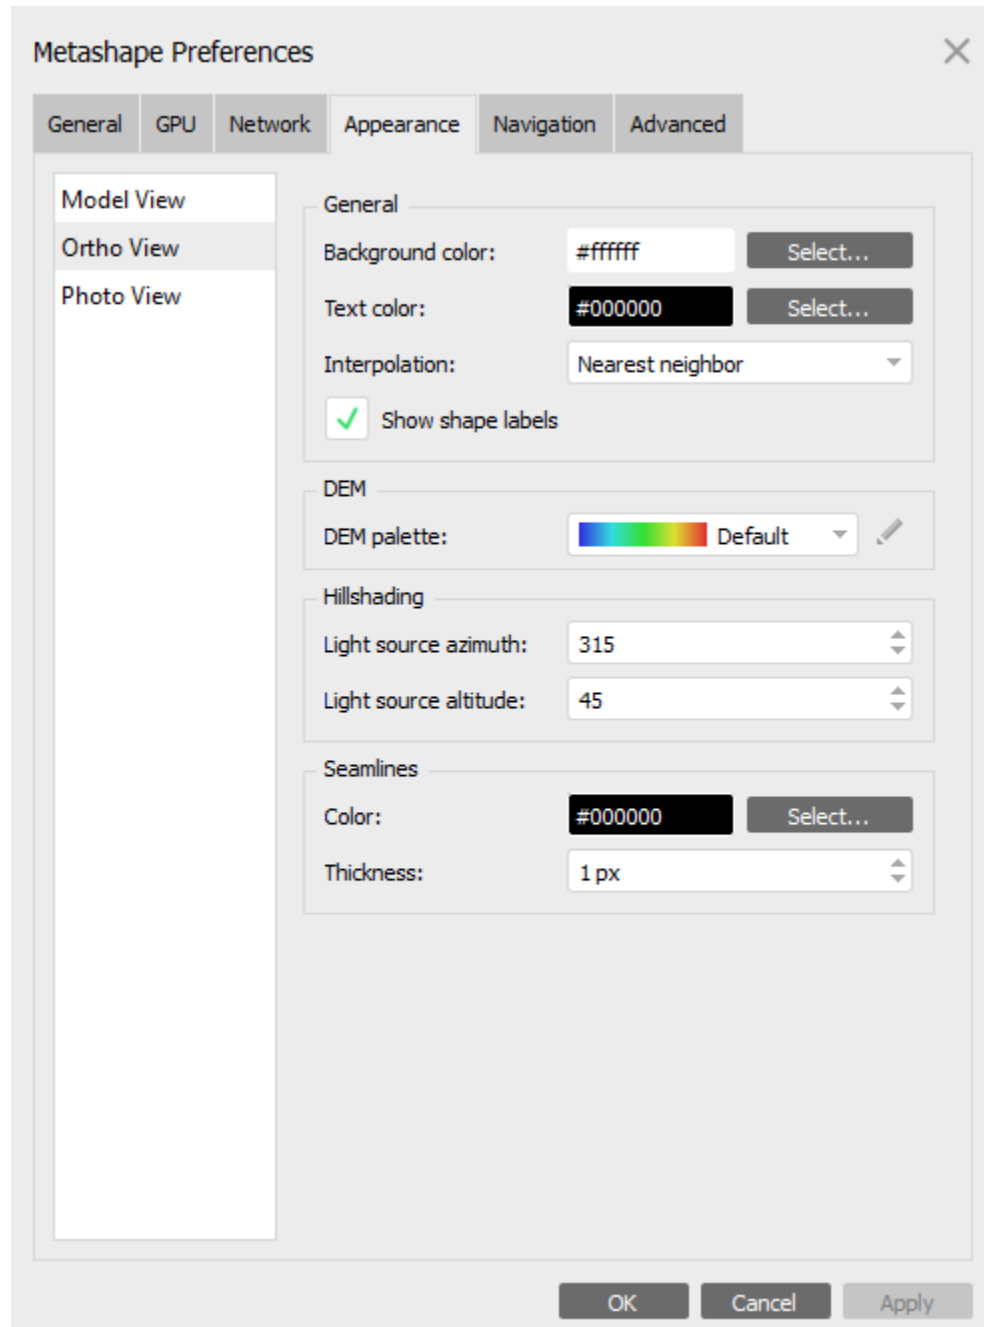 Metashape Preferences
General GPU Network Appearance Navigation Advanced
Model View
Ortho View
Photo View
General
Background color: #ffffff Select...
Text color: #000000 Select...
Interpolation: Nearest neighbor
Show shape labels
DEM
DEM palette: Default
Hillshading
Light source azimuth: 315
Light source altitude: 45
Seamlines
Color: #000000 Select...
Thickness: 1 px
OK Cancel Apply